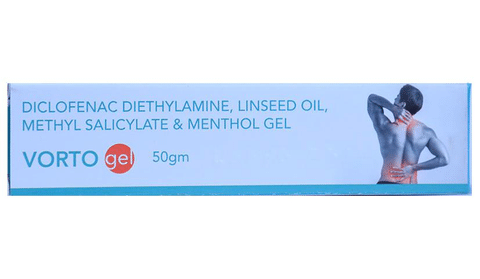 DICLOFENAC DIETHYLAMINE, LINSEED OIL,
METHYL SALICYLATE & MENTHOL GEL
VORTO gel 50gm